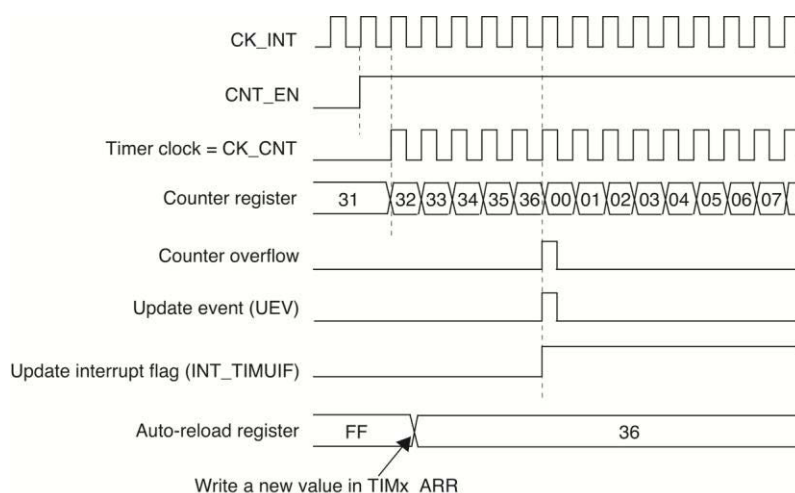 CK_INT
CNT_EN
Timer clock = CK_CNT
Counter register 31 32 33 34 35 36 00 01 02 03 04 05 06 07
Counter overflow
Update event (UEV)
Update interrupt flag (INT_TIMUIF)
Auto-reload register FF 36
Write a new value in TIMx_ARR